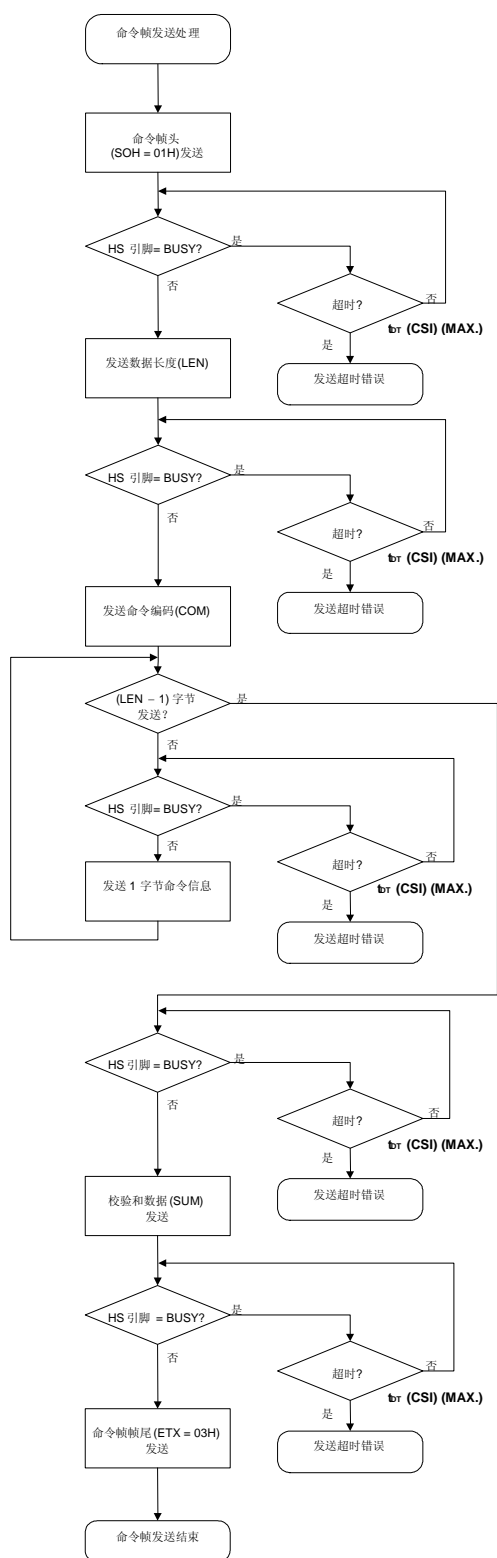 命令帧发送处理
命令帧头
(SOH = 01H)发送
HS 引脚= BUSY?
是
否
超时?
否
tDT (CSI) (MAX.)
是
发送超时错误
发送数据长度(LEN)
HS 引脚= BUSY?
是
否
超时?
否
tDT (CSI) (MAX.)
是
发送超时错误
发送命令编码(COM)
(LEN – 1) 字节
发送?
是
否
HS 引脚= BUSY?
是
否
超时?
否
tDT (CSI) (MAX.)
是
发送超时错误
发送 1 字节命令信息
HS 引脚 = BUSY?
是
否
超时?
否
tDT (CSI) (MAX.)
是
发送超时错误
校验和数据(SUM)
发送
HS 引脚 = BUSY?
是
否
超时?
否
tDT (CSI) (MAX.)
是
发送超时错误
命令帧帧尾(ETX = 03H)
发送
命令帧发送结束